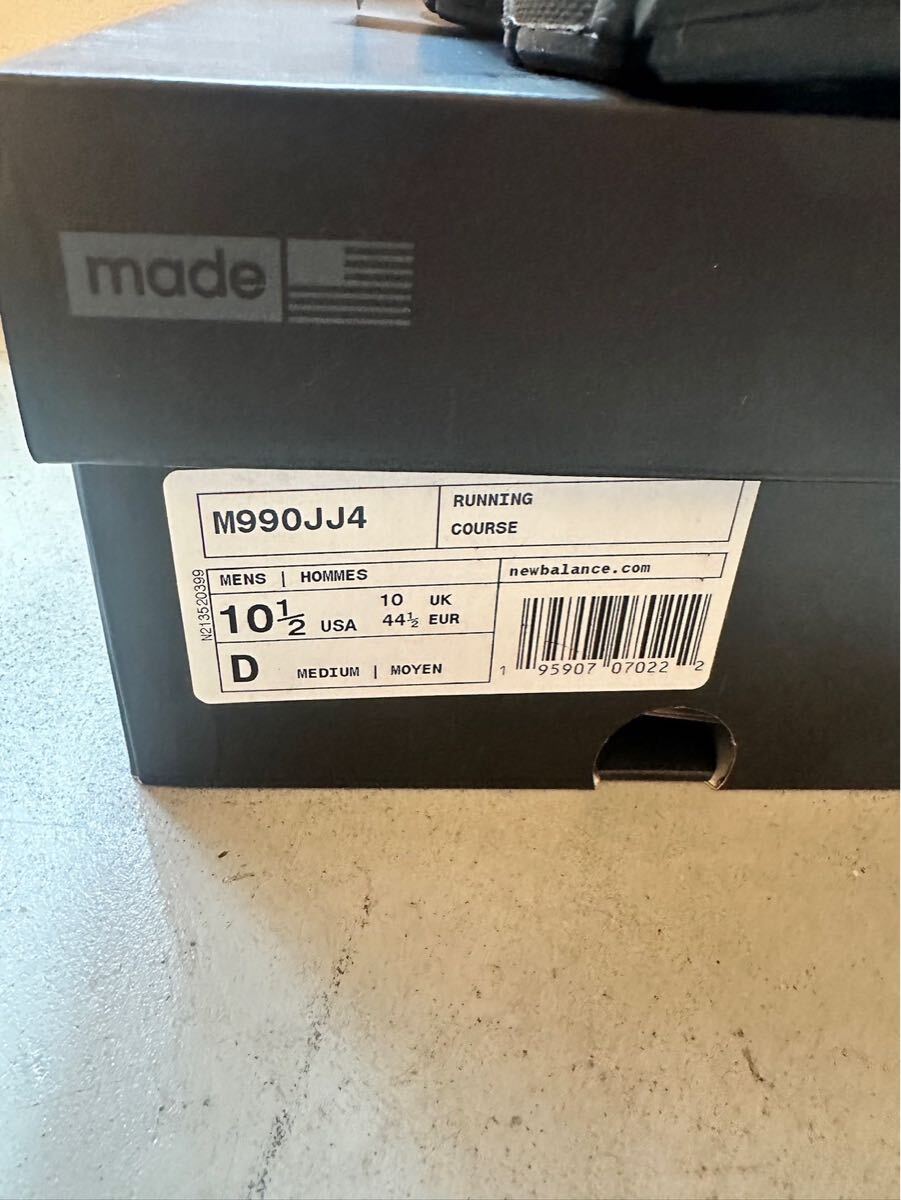 made
M990JJ4
RUNNING
COURSE
MENS | HOMMES
newbalance.com
10½ USA
10 UK
44½ EUR
D MEDIUM | MOYEN
1 95907 07022 2
N213520399